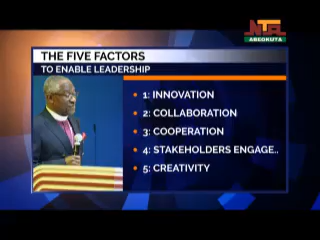 NTA
ABEOKUTA
THE FIVE FACTORS
TO ENABLE LEADERSHIP
1: INNOVATION
2: COLLABORATION
3: COOPERATION
4: STAKEHOLDERS ENGAGE..
5: CREATIVITY